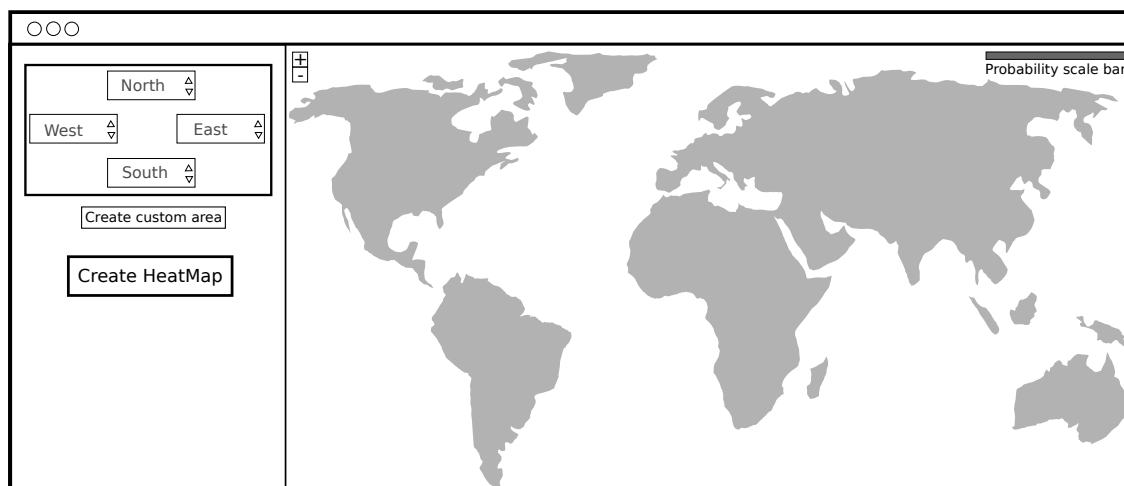 North
West
East
South
Create custom area
Create HeatMap
+
-
Probability scale bar